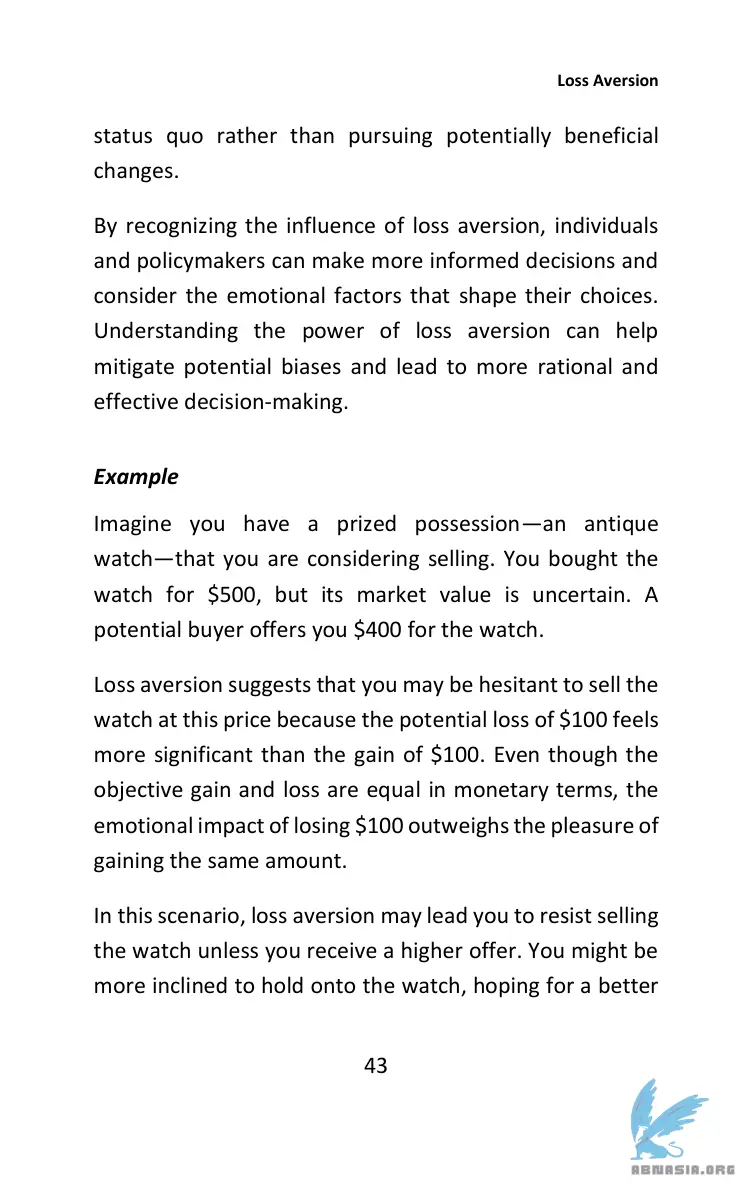 Loss Aversion
status quo rather than pursuing potentially beneficial
changes.
By recognizing the influence of loss aversion, individuals
and policymakers can make more informed decisions and
consider the emotional factors that shape their choices.
Understanding the power of loss aversion can help
mitigate potential biases and lead to more rational and
effective decision-making.
Example
Imagine you have a prized possession—an antique
watch—that you are considering selling. You bought the
watch for $500, but its market value is uncertain. A
potential buyer offers you $400 for the watch.
Loss aversion suggests that you may be hesitant to sell the
watch at this price because the potential loss of $100 feels
more significant than the gain of $100. Even though the
objective gain and loss are equal in monetary terms, the
emotional impact of losing $100 outweighs the pleasure of
gaining the same amount.
In this scenario, loss aversion may lead you to resist selling
the watch unless you receive a higher offer. You might be
more inclined to hold onto the watch, hoping for a better
43
ABNASIA.ORG